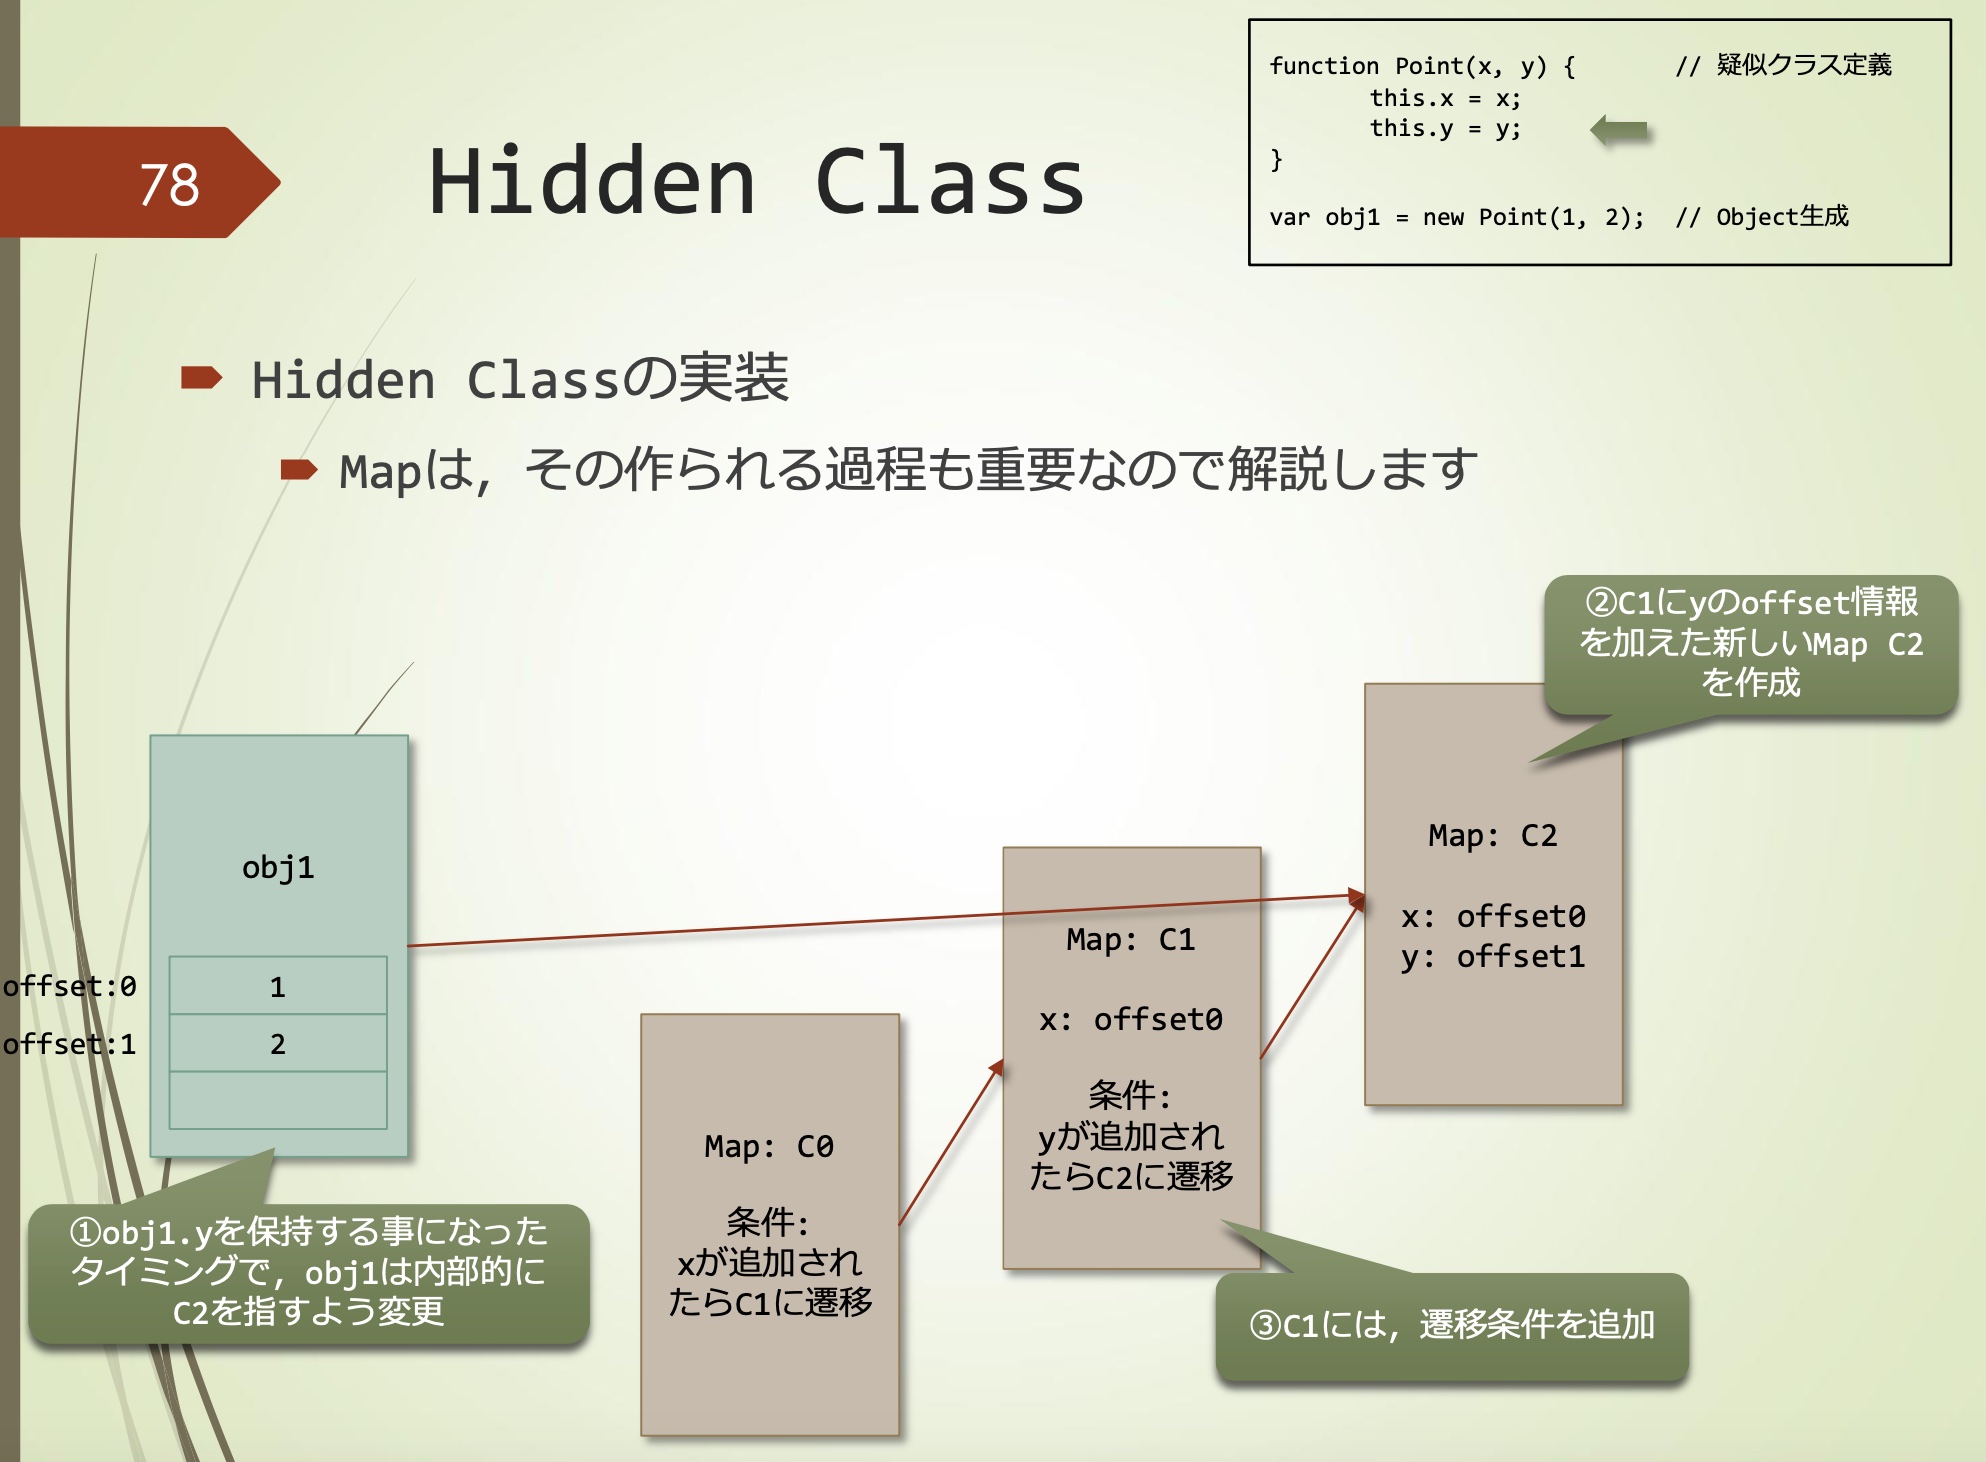 function Point(x, y) {	// 疑似クラス定義
	this.x = x;
	this.y = y;
}
var obj1 = new Point(1, 2);	// Object生成
78
Hidden Class
Hidden Classの実装
Mapは，その作られる過程も重要なので解説します
②C1にyのoffset情報
を加えた新しいMap C2
を作成
obj1
offset:0	1
offset:1	2
①obj1.yを保持する事になった
タイミングで，obj1は内部的に
C2を指すよう変更
Map: C0
条件:
xが追加され
たらC1に遷移
Map: C1
x: offset0
条件:
yが追加され
たらC2に遷移
Map: C2
x: offset0
y: offset1
③C1には，遷移条件を追加